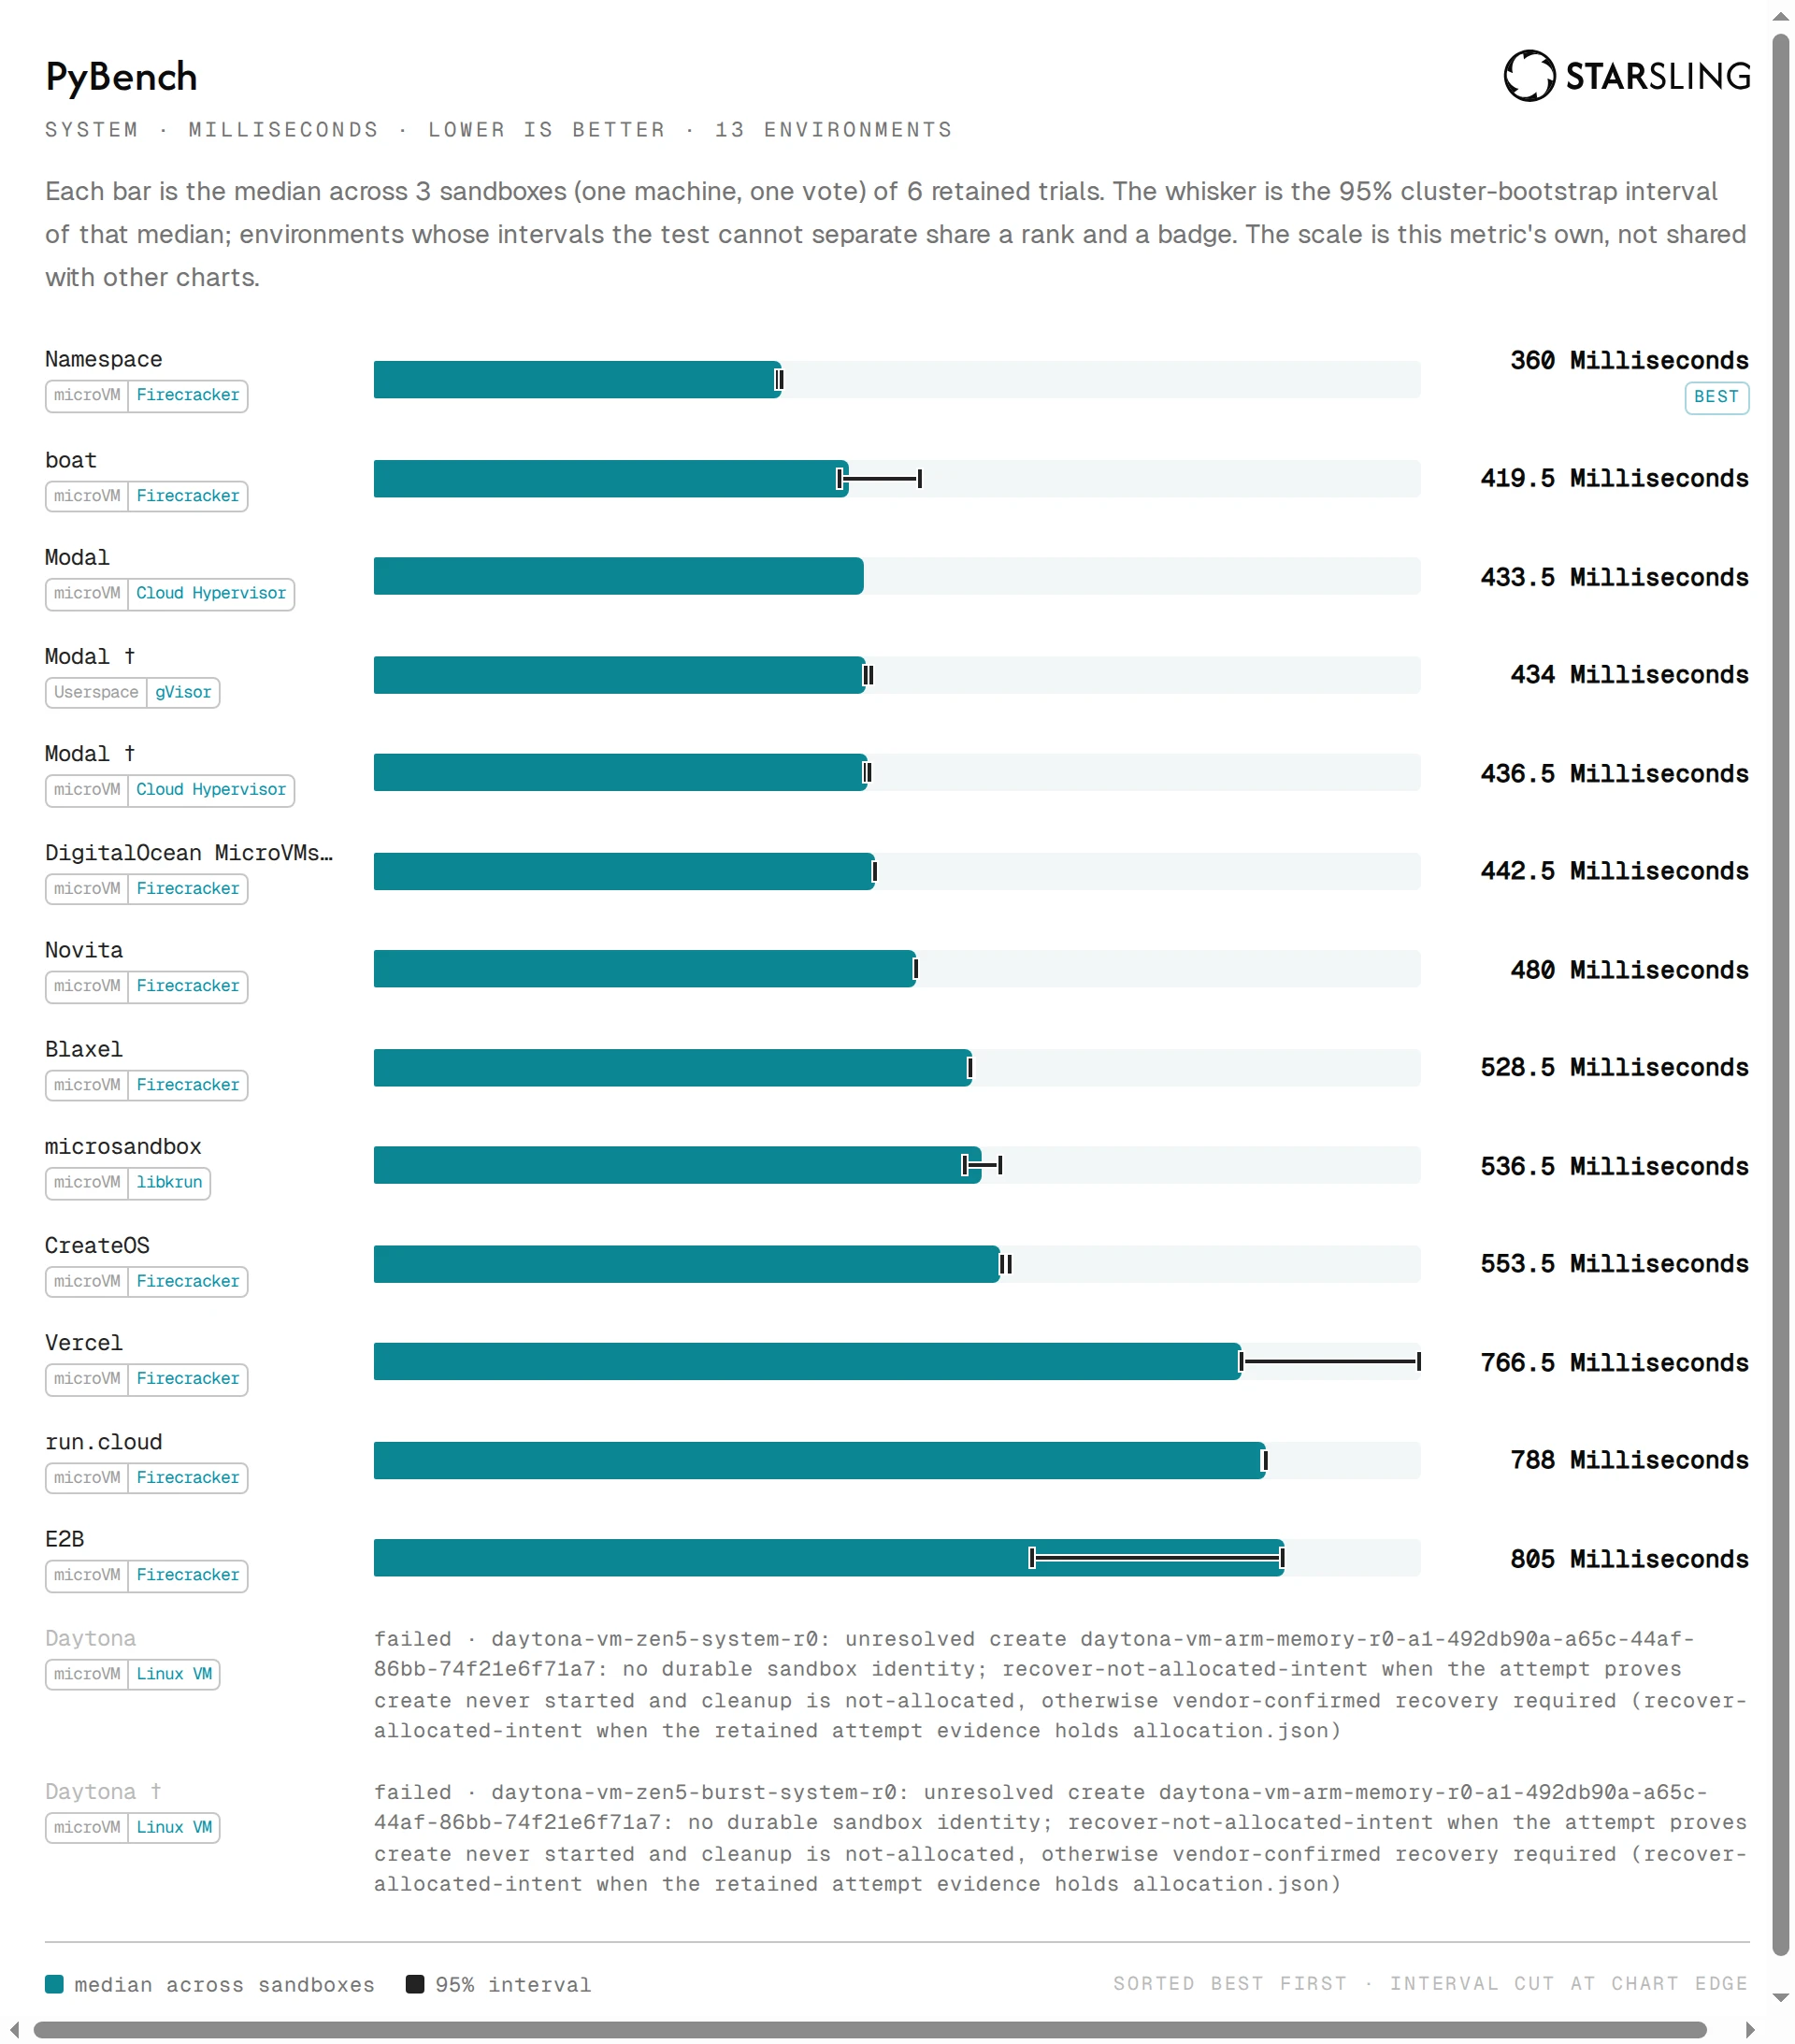 PyBench
STARSLING
SYSTEM · MILLISECONDS · LOWER IS BETTER · 13 ENVIRONMENTS
Each bar is the median across 3 sandboxes (one machine, one vote) of 6 retained trials. The whisker is the 95% cluster-bootstrap interval
of that median; environments whose intervals the test cannot separate share a rank and a badge. The scale is this metric's own, not shared
with other charts.
Namespace
360 Milliseconds
microVM Firecracker
BEST
boat
419.5 Milliseconds
microVM Firecracker
Modal
433.5 Milliseconds
microVM Cloud Hypervisor
Modal †
434 Milliseconds
Userspace gVisor
Modal †
436.5 Milliseconds
microVM Cloud Hypervisor
DigitalOcean MicroVMs…
442.5 Milliseconds
microVM Firecracker
Novita
480 Milliseconds
microVM Firecracker
Blaxel
528.5 Milliseconds
microVM Firecracker
microsandbox
536.5 Milliseconds
microVM libkrun
CreateOS
553.5 Milliseconds
microVM Firecracker
Vercel
766.5 Milliseconds
microVM Firecracker
run.cloud
788 Milliseconds
microVM Firecracker
E2B
805 Milliseconds
microVM Firecracker
Daytona
microVM Linux VM
failed · daytona-vm-zen5-system-r0: unresolved create daytona-vm-arm-memory-r0-a1-492db90a-a65c-44af-
86bb-74f21e6f71a7: no durable sandbox identity; recover-not-allocated-intent when the attempt proves
create never started and cleanup is not-allocated, otherwise vendor-confirmed recovery required (recover-
allocated-intent when the retained attempt evidence holds allocation.json)
Daytona †
microVM Linux VM
failed · daytona-vm-zen5-burst-system-r0: unresolved create daytona-vm-arm-memory-r0-a1-492db90a-a65c-
44af-86bb-74f21e6f71a7: no durable sandbox identity; recover-not-allocated-intent when the attempt proves
create never started and cleanup is not-allocated, otherwise vendor-confirmed recovery required (recover-
allocated-intent when the retained attempt evidence holds allocation.json)
median across sandboxes
95% interval
SORTED BEST FIRST · INTERVAL CUT AT CHART EDGE